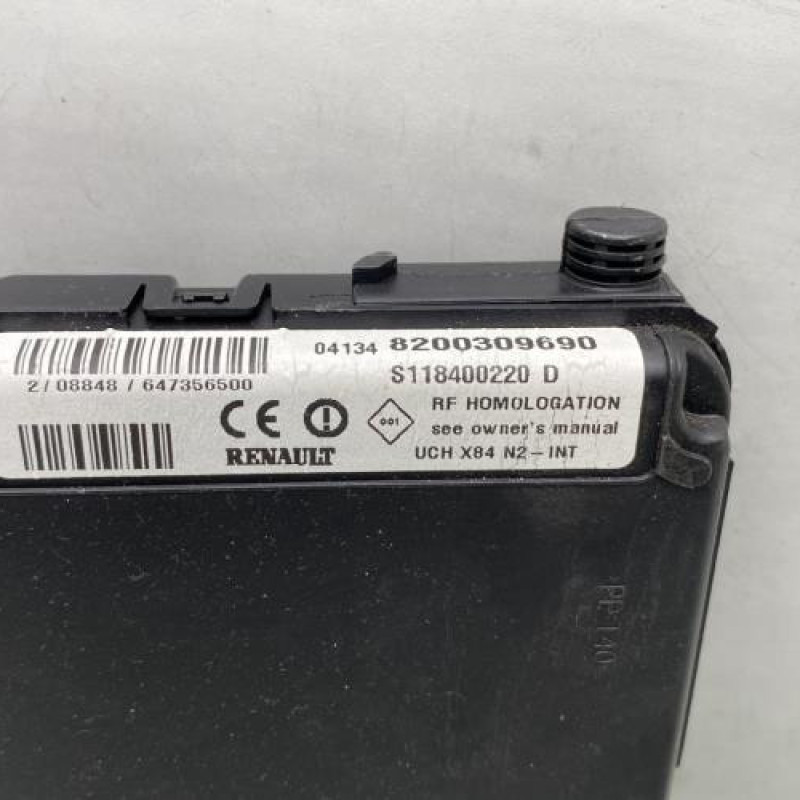 04134 8200309690
2/08848/647356500
S118400220 D
CE
001
RF HOMOLOGATION
see owner's manual
RENAULT
UCH X84 N2-INT
PP-T40